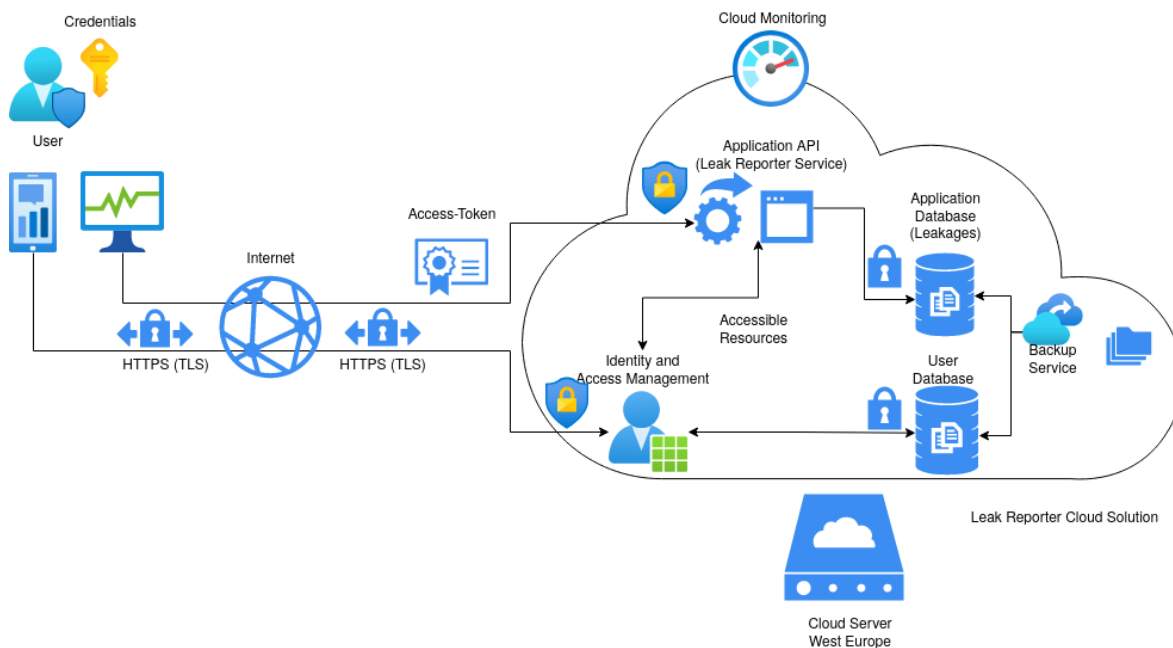 Credentials
User
Cloud Monitoring
Application API
(Leak Reporter Service)
Access-Token
Application
Database
(Leakages)
Internet
HTTPS (TLS)
HTTPS (TLS)
Accessible
Resources
Identity and
Access Management
User
Database
Backup
Service
Leak Reporter Cloud Solution
Cloud Server
West Europe